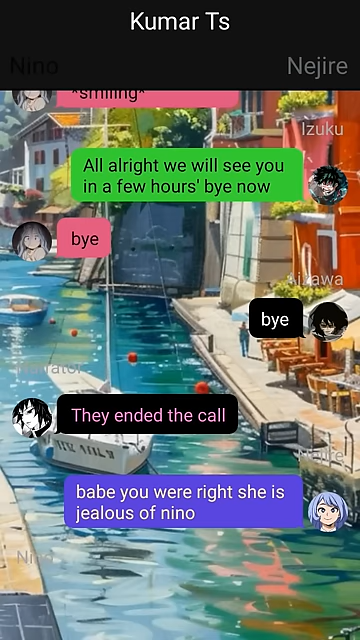 Kumar Ts
Nino
Nejire
*smiling*
Izuku
All alright we will see you
in a few hours' bye now
bye
Aizawa
bye
Narrator
They ended the call
Nejire
babe you were right she is
jealous of nino
Nino